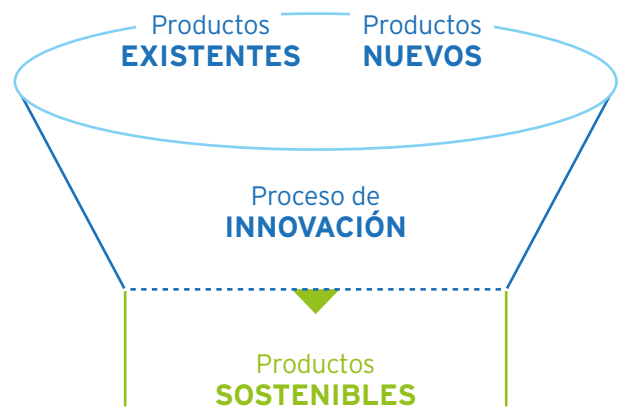 Productos
EXISTENTES
Productos
NUEVOS
Proceso de
INNOVACIÓN
Productos
SOSTENIBLES